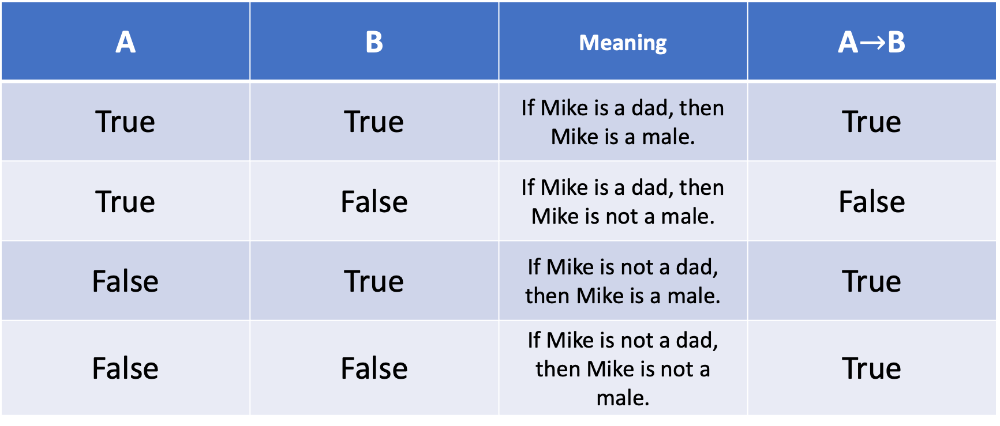 A B Meaning A→B
True True If Mike is a dad, then
Mike is a male. True
True False If Mike is a dad, then
Mike is not a male. False
False True If Mike is not a dad,
then Mike is a male. True
False False If Mike is not a dad,
then Mike is not a
male. True